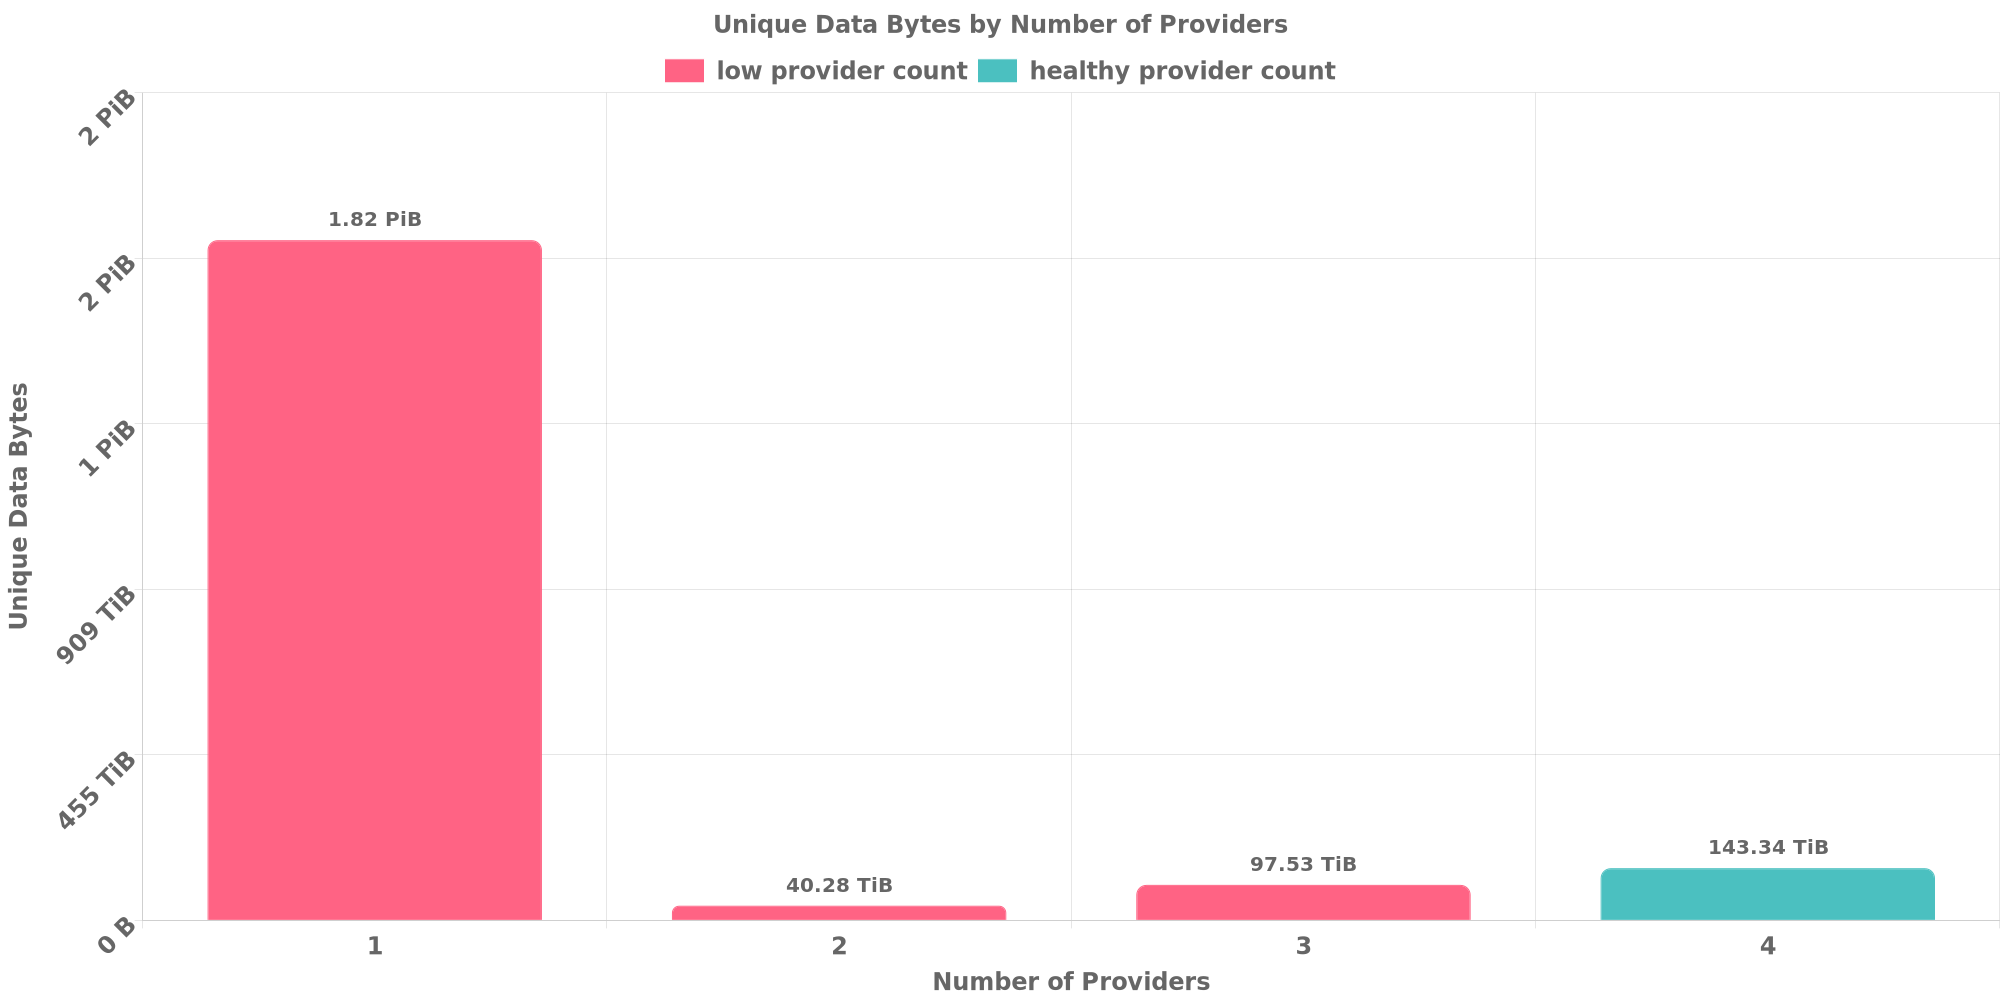 Unique Data Bytes by Number of Providers
low provider count
healthy provider count
2 PiB
2 PiB
1 PiB
909 TiB
455 TiB
0 B
Unique Data Bytes
1.82 PiB
40.28 TiB
97.53 TiB
143.34 TiB
1
2
3
4
Number of Providers